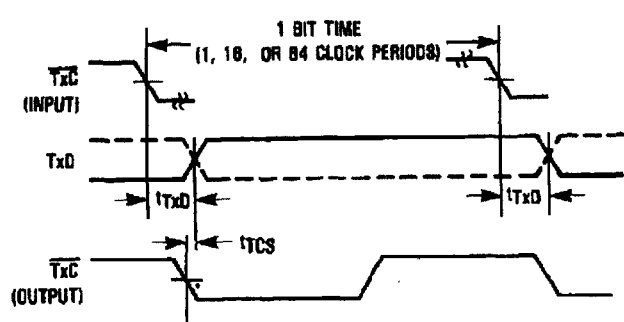 1 BIT TIME
(1, 16, OR 64 CLOCK PERIODS)
TxC
(INPUT)
TxD
tTxD
tTxD
tTCS
TxC
(OUTPUT)